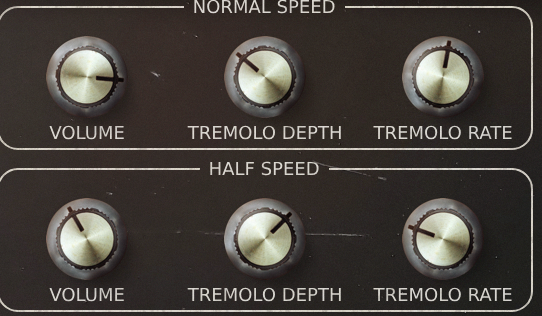 NORMAL SPEED
VOLUME TREMOLO DEPTH TREMOLO RATE
HALF SPEED
VOLUME TREMOLO DEPTH TREMOLO RATE